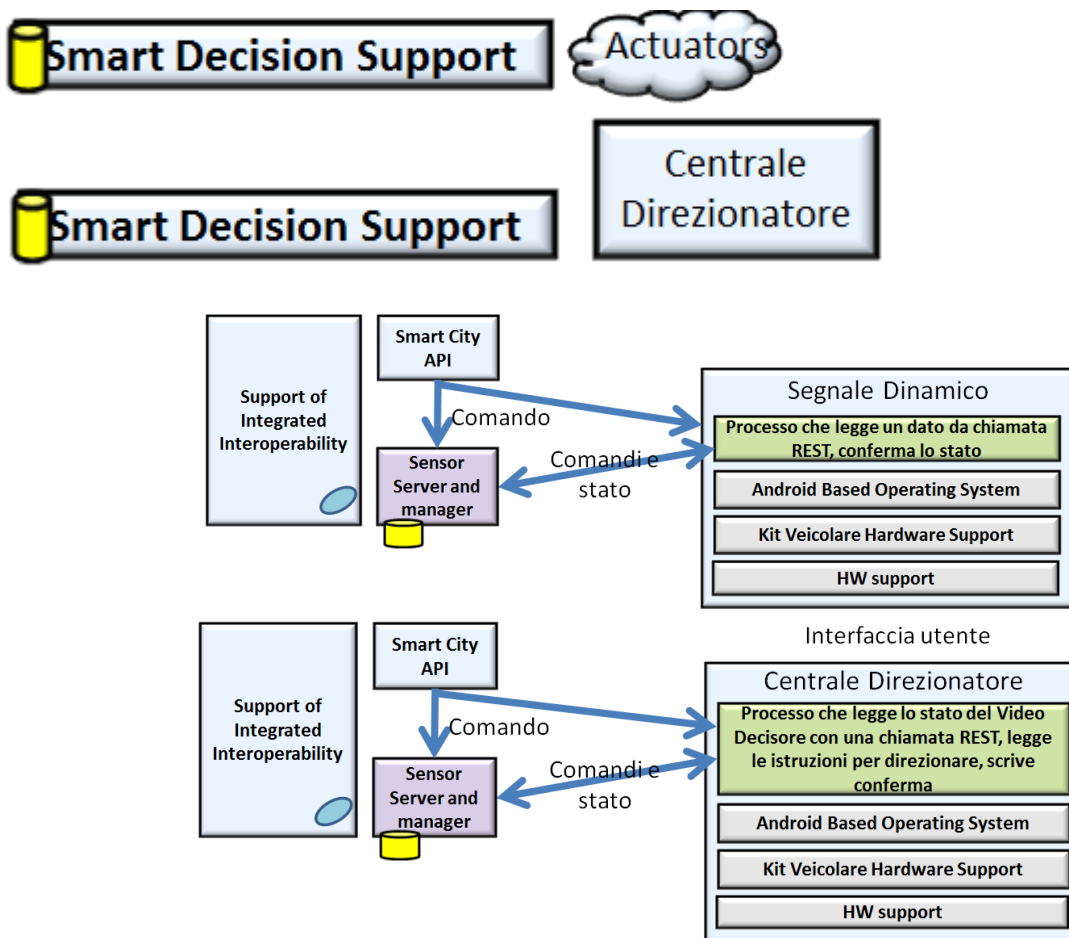 Smart Decision Support
Actuators
Centrale
Direzionatore
Smart Decision Support
Smart City
API
Support of
Integrated
Interoperability
Comando
Sensor
Server and
manager
Comandi e
stato
Segnale Dinamico
Processo che legge un dato da chiamata
REST, conferma lo stato
Android Based Operating System
Kit Veicolare Hardware Support
HW support
Interfaccia utente
Smart City
API
Support of
Integrated
Interoperability
Comando
Sensor
Server and
manager
Comandi e
stato
Centrale Direzionatore
Processo che legge lo stato del Video
Decisore con una chiamata REST, legge
le istruzioni per direzionare, scrive
conferma
Android Based Operating System
Kit Veicolare Hardware Support
HW support